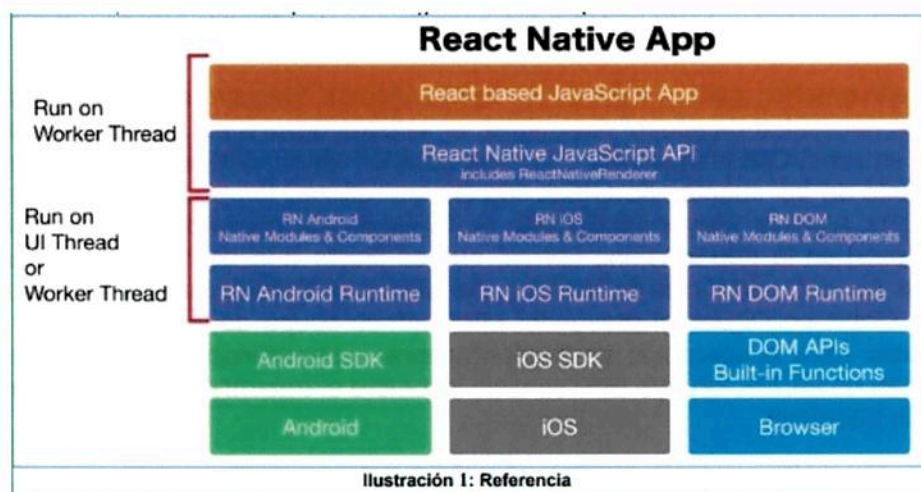 React Native App
Run on
Worker Thread
React based JavaScript App
React Native JavaScript API
includes ReactNativeRenderer
Run on
UI Thread
or
Worker Thread
RN Android
Native Modules & Components
RN iOS
Native Modules & Components
RN DOM
Native Modules & Components
RN Android Runtime
RN iOS Runtime
RN DOM Runtime
Android SDK
iOS SDK
DOM APIs
Built-in Functions
Android
iOS
Browser
Ilustración 1: Referencia